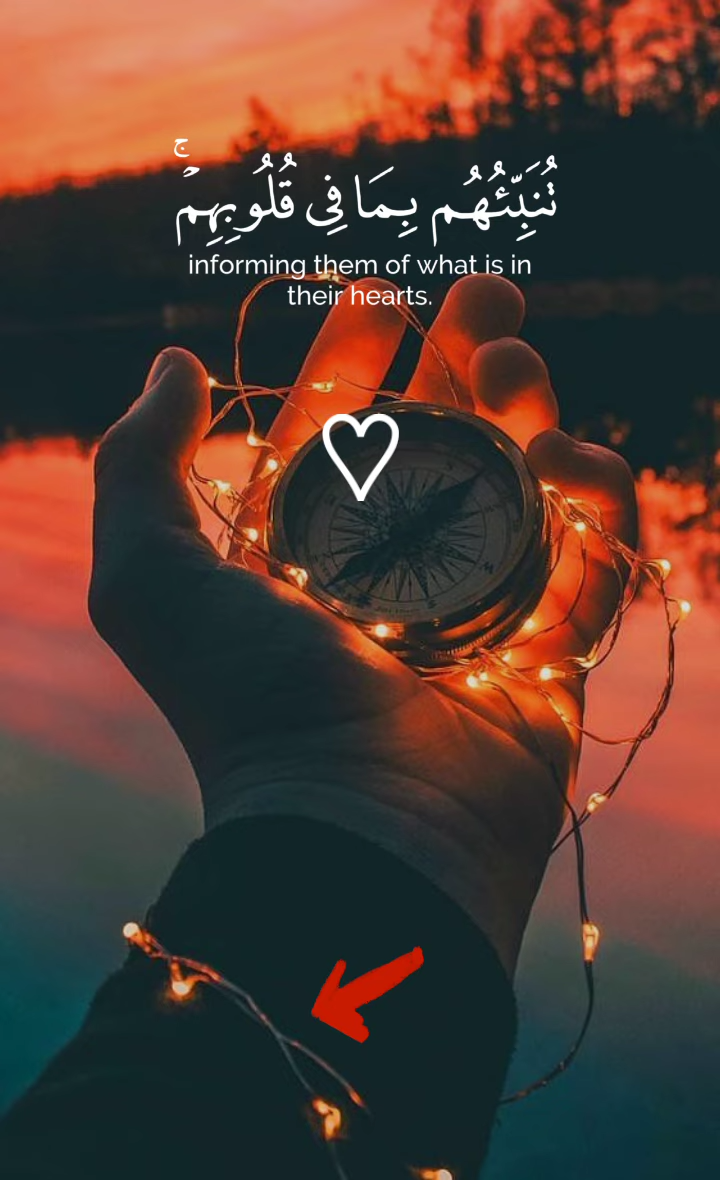 تُنَبِّئُهُم بِمَا فِى قُلُوبِهِمْ ۚ
informing them of what is in
their hearts.